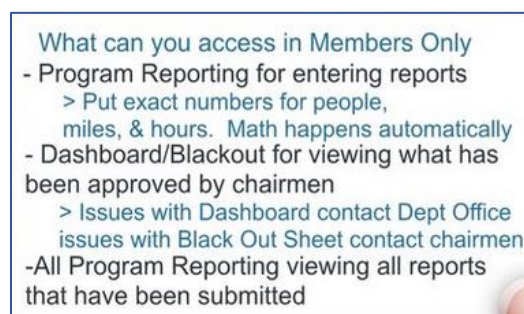 What can you access in Members Only
- Program Reporting for entering reports
> Put exact numbers for people,
miles, & hours.  Math happens automatically
- Dashboard/Blackout for viewing what has
been approved by chairmen
> Issues with Dashboard contact Dept Office
issues with Black Out Sheet contact chairmen
-All Program Reporting viewing all reports
that have been submitted